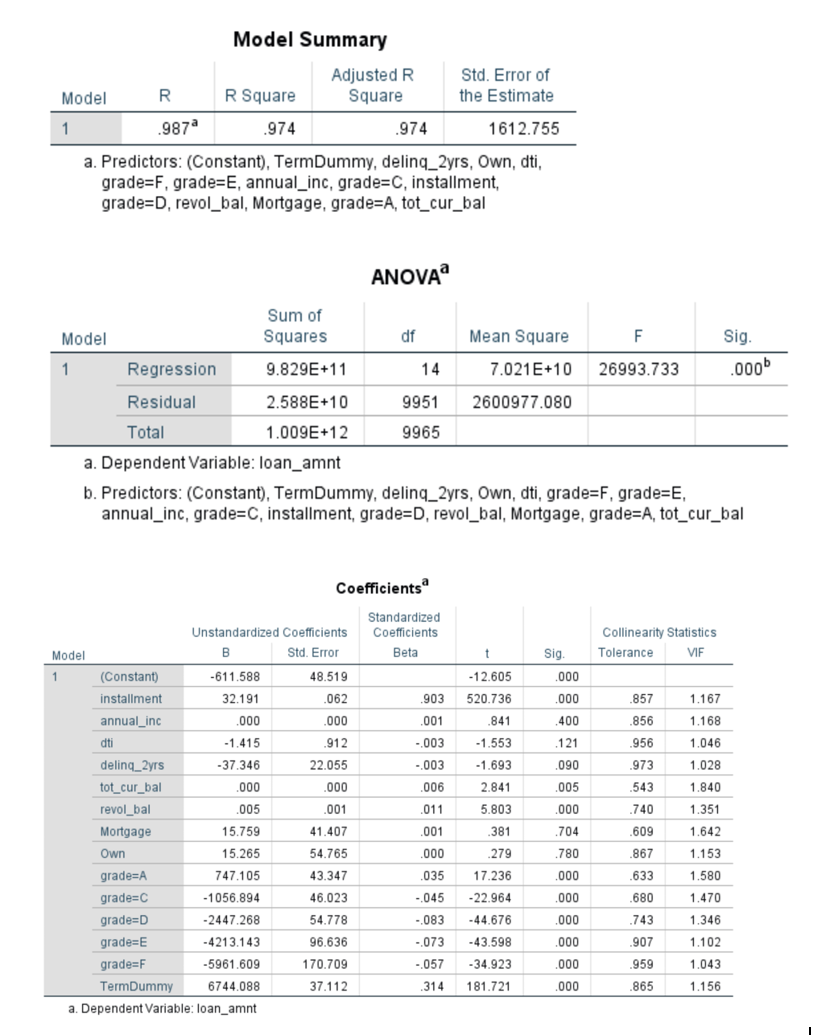 Model Summary
Model R R Square Adjusted R Square Std. Error of the Estimate
1 .987a .974 .974 1612.755
a. Predictors: (Constant), TermDummy, delinq_2yrs, Own, dti,
grade=F, grade=E, annual_inc, grade=C, installment,
grade=D, revol_bal, Mortgage, grade=A, tot_cur_bal
ANOVAa
Model Sum of Squares df Mean Square F Sig.
1 Regression 9.829E+11 14 7.021E+10 26993.733 .000b
Residual 2.588E+10 9951 2600977.080
Total 1.009E+12 9965
a. Dependent Variable: loan_amnt
b. Predictors: (Constant), TermDummy, delinq_2yrs, Own, dti, grade=F, grade=E,
annual_inc, grade=C, installment, grade=D, revol_bal, Mortgage, grade=A, tot_cur_bal
Coefficientsa
Unstandardized Coefficients Standardized Coefficients Collinearity Statistics
Model B Std. Error Beta t Sig. Tolerance VIF
1 (Constant) -611.588 48.519 -12.605 .000
installment 32.191 .062 .903 520.736 .000 .857 1.167
annual_inc .000 .000 .001 .841 .400 .856 1.168
dti -1.415 .912 -.003 -1.553 .121 .956 1.046
delinq_2yrs -37.346 22.055 -.003 -1.693 .090 .973 1.028
tot_cur_bal .000 .000 .006 2.841 .005 .543 1.840
revol_bal .005 .001 .011 5.803 .000 .740 1.351
Mortgage 15.759 41.407 .001 .381 .704 .609 1.642
Own 15.265 54.765 .000 .279 .780 .867 1.153
grade=A 747.105 43.347 .035 17.236 .000 .633 1.580
grade=C -1056.894 46.023 -.045 -22.964 .000 .680 1.470
grade=D -2447.268 54.778 -.083 -44.676 .000 .743 1.346
grade=E -4213.143 96.636 -.073 -43.598 .000 .907 1.102
grade=F -5961.609 170.709 -.057 -34.923 .000 .959 1.043
TermDummy 6744.088 37.112 .314 181.721 .000 .865 1.156
a. Dependent Variable: loan_amnt